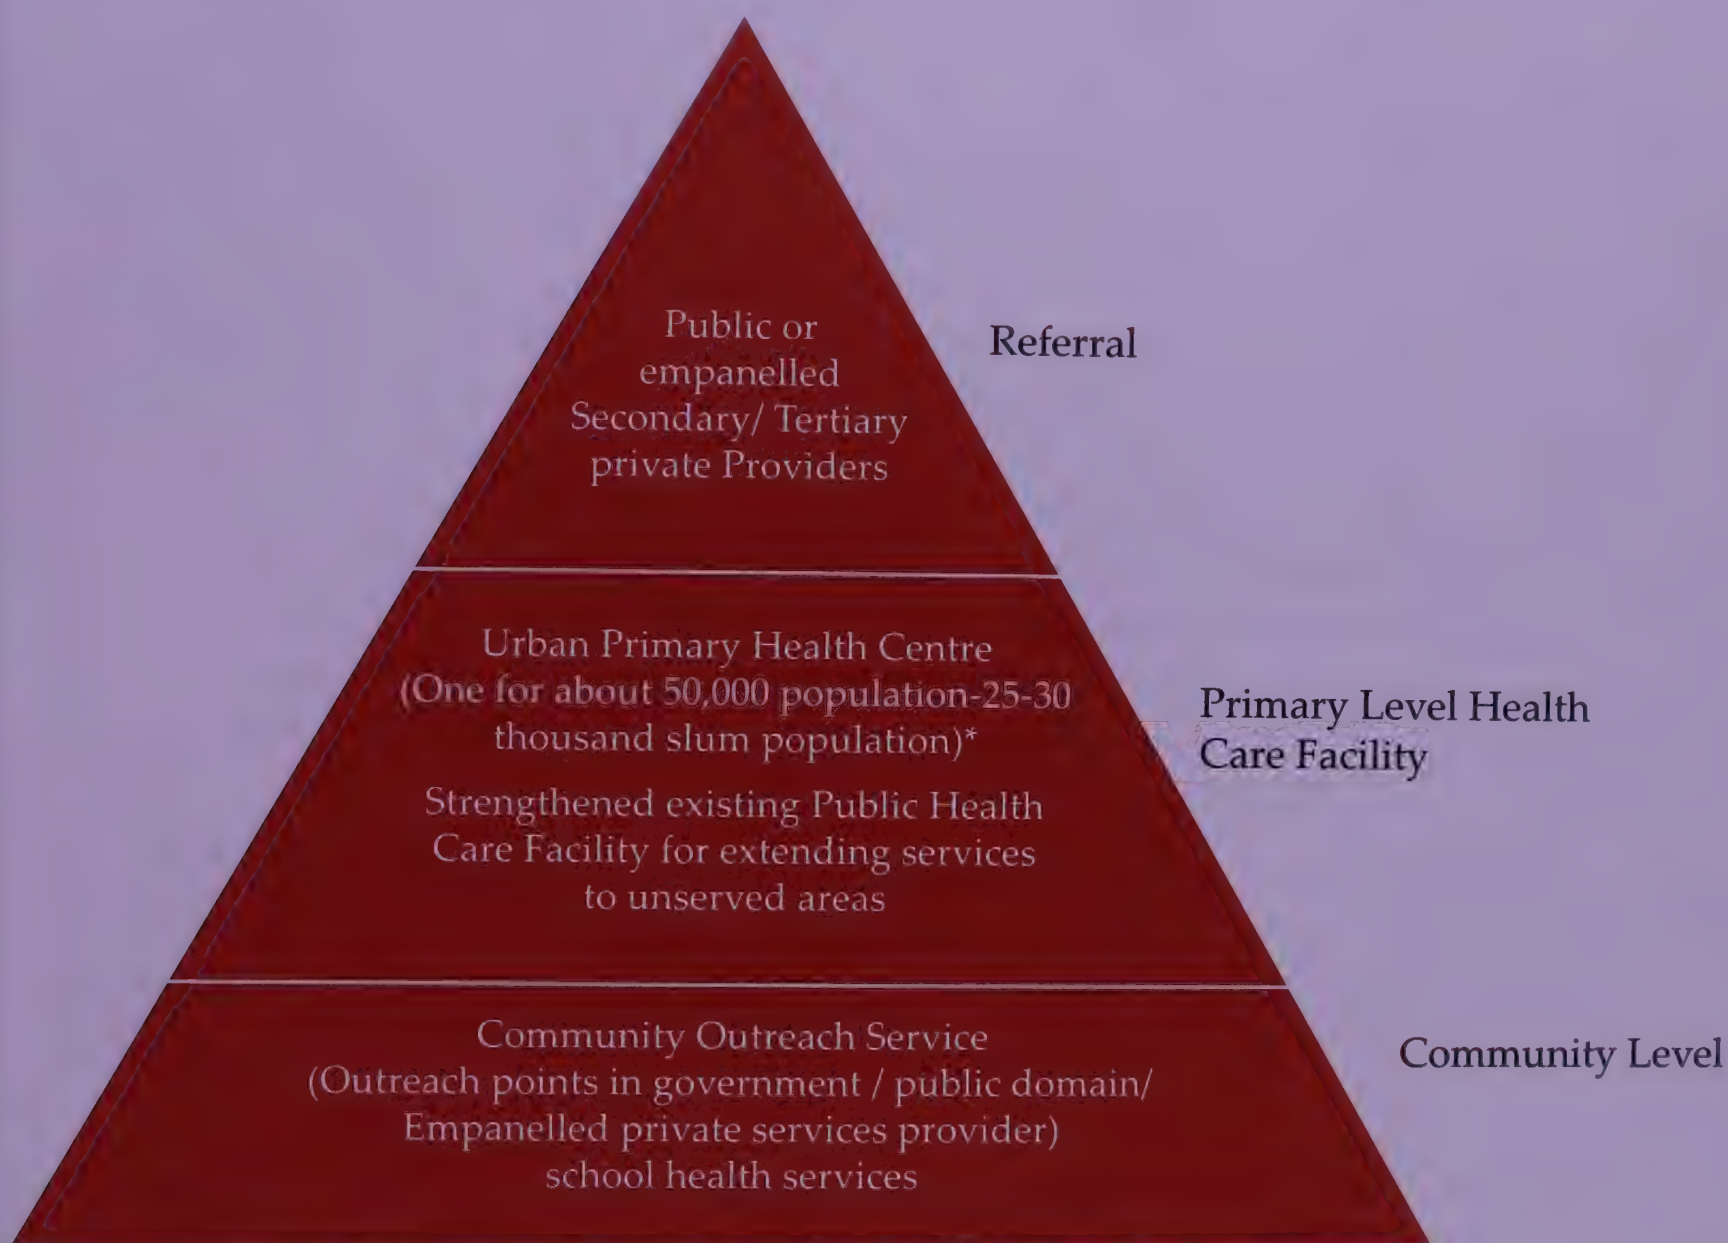 Public or
empanelled
Secondary/ Tertiary
private Providers
Referral
Urban Primary Health Centre
(One for about 50,000 population-25-30
thousand slum population)*
Strengthened existing Public Health
Care Facility for extending services
to unserved areas
Primary Level Health
Care Facility
Community Outreach Service
(Outreach points in government / public domain/
Empanelled private services provider)
school health services
Community Level